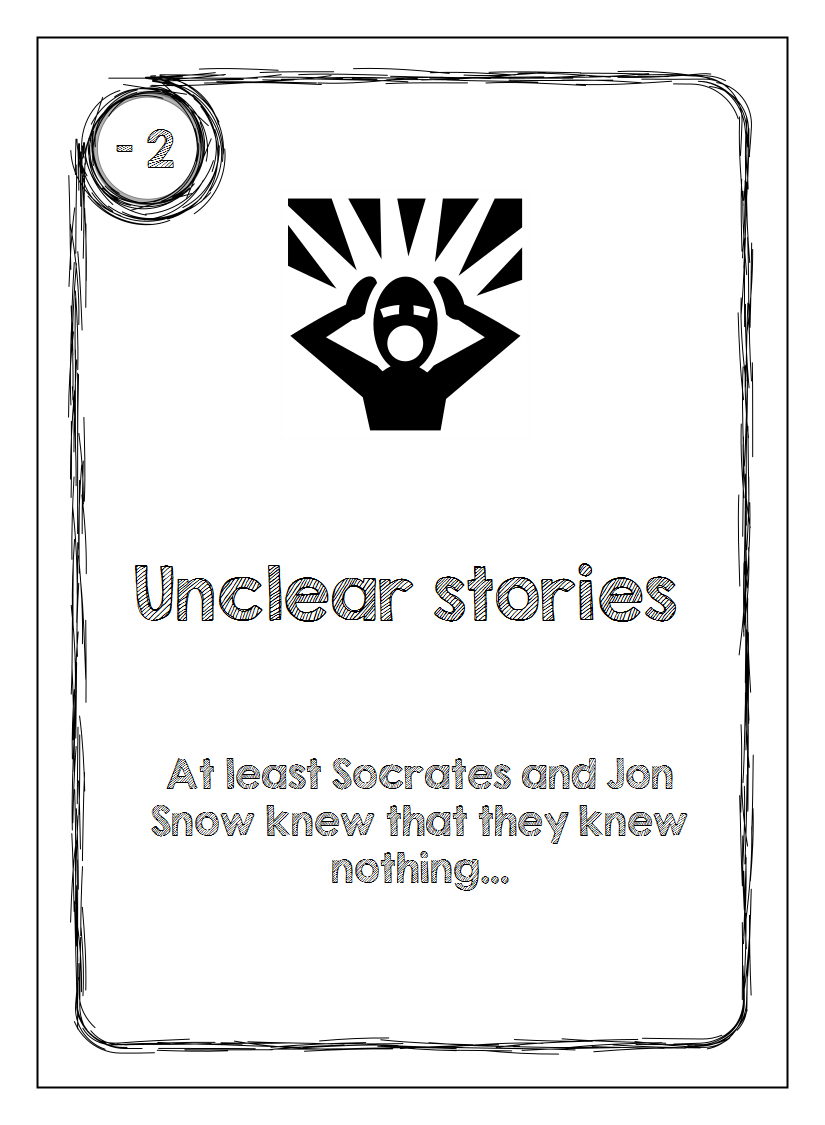 - 2
Unclear stories
At least Socrates and Jon
Snow knew that they knew
nothing...